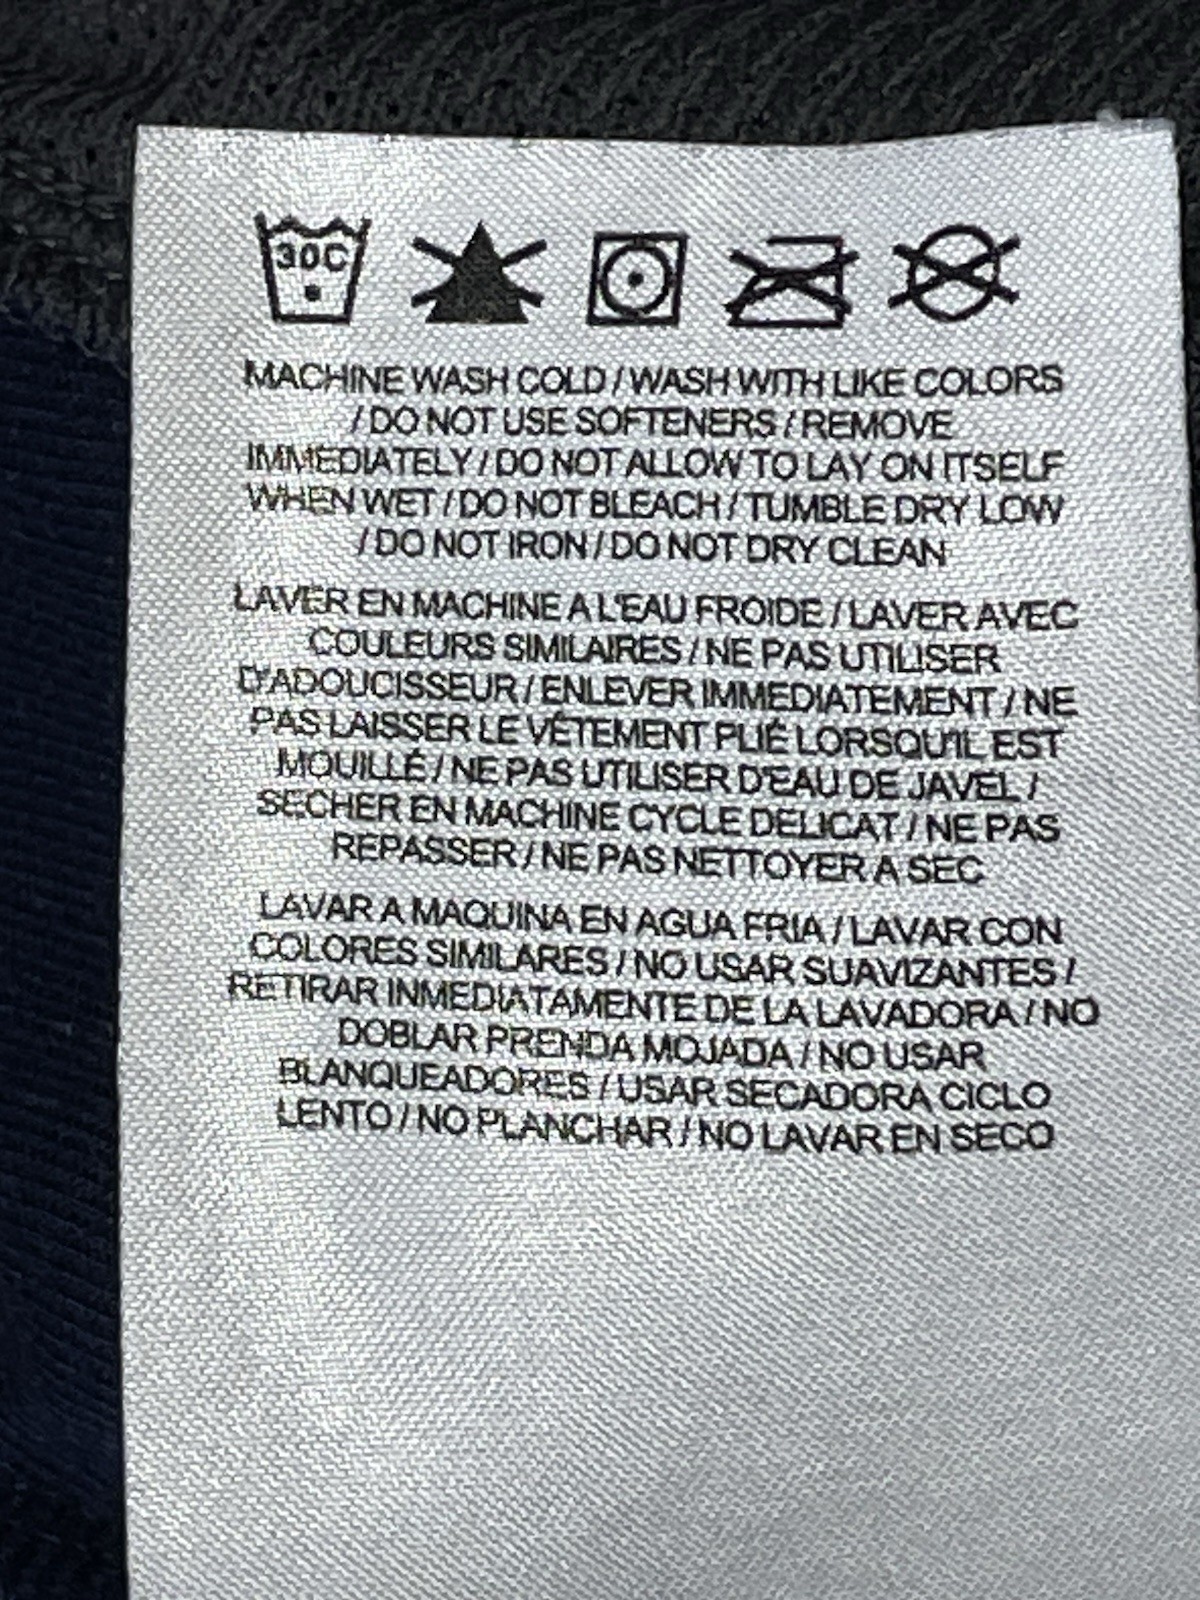 30C
MACHINE WASH COLD / WASH WITH LIKE COLORS
/ DO NOT USE SOFTENERS / REMOVE
IMMEDIATELY / DO NOT ALLOW TO LAY ON ITSELF
WHEN WET / DO NOT BLEACH / TUMBLE DRY LOW
/ DO NOT IRON / DO NOT DRY CLEAN
LAVER EN MACHINE A L'EAU FROIDE / LAVER AVEC
COULEURS SIMILAIRES / NE PAS UTILISER
D'ADOUCISSEUR / ENLEVER IMMEDIATEMENT / NE
PAS LAISSER LE VÊTEMENT PLIÉ LORSQU'IL EST
MOUILLÉ / NE PAS UTILISER D'EAU DE JAVEL /
SECHER EN MACHINE CYCLE DELICAT / NE PAS
REPASSER / NE PAS NETTOYER A SEC
LAVAR A MAQUINA EN AGUA FRIA / LAVAR CON
COLORES SIMILARES / NO USAR SUAVIZANTES /
RETIRAR INMEDIATAMENTE DE LA LAVADORA / NO
DOBLAR PRENDA MOJADA / NO USAR
BLANQUEADORES / USAR SECADORA CICLO
LENTO / NO PLANCHAR / NO LAVAR EN SECO